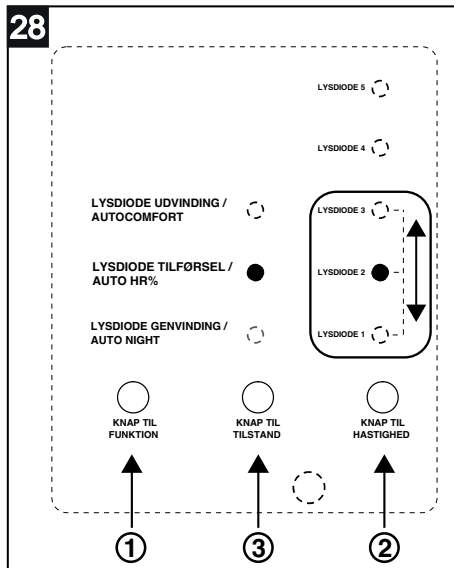 28
LYSDIODE 5
LYSDIODE 4
LYSDIODE UDVINDING /
AUTOCOMFORT
LYSDIODE 3
LYSDIODE TILFØRSEL /
AUTO HR%
LYSDIODE 2
LYSDIODE GENVINDING /
AUTO NIGHT
LYSDIODE 1
KNAP TIL
FUNKTION
KNAP TIL
TILSTAND
KNAP TIL
HASTIGHED
1
3
2